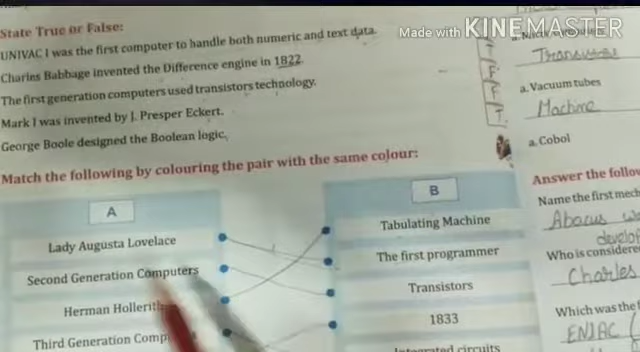 Made with KINEMASTER
State True or False:
UNIVAC I was the first computer to handle both numeric and text data.
Charles Babbage invented the Difference engine in 1822.
The first generation computers used transistors technology.
Mark I was invented by J. Presper Eckert.
George Boole designed the Boolean logic.
F
F
T
Match the following by colouring the pair with the same colour:
A
Lady Augusta Lovelace
Second Generation Computers
Herman Hollerith
Third Generation Comp
B
Tabulating Machine
The first programmer
Transistors
1833
Integrated circuits
a.
Transistors
a. Vacuum tubes
Machine
a. Cobol
Answer the follow
Name the first mech
Abacus
develop
Who is considere
Charles
Which was the f
ENIAC (